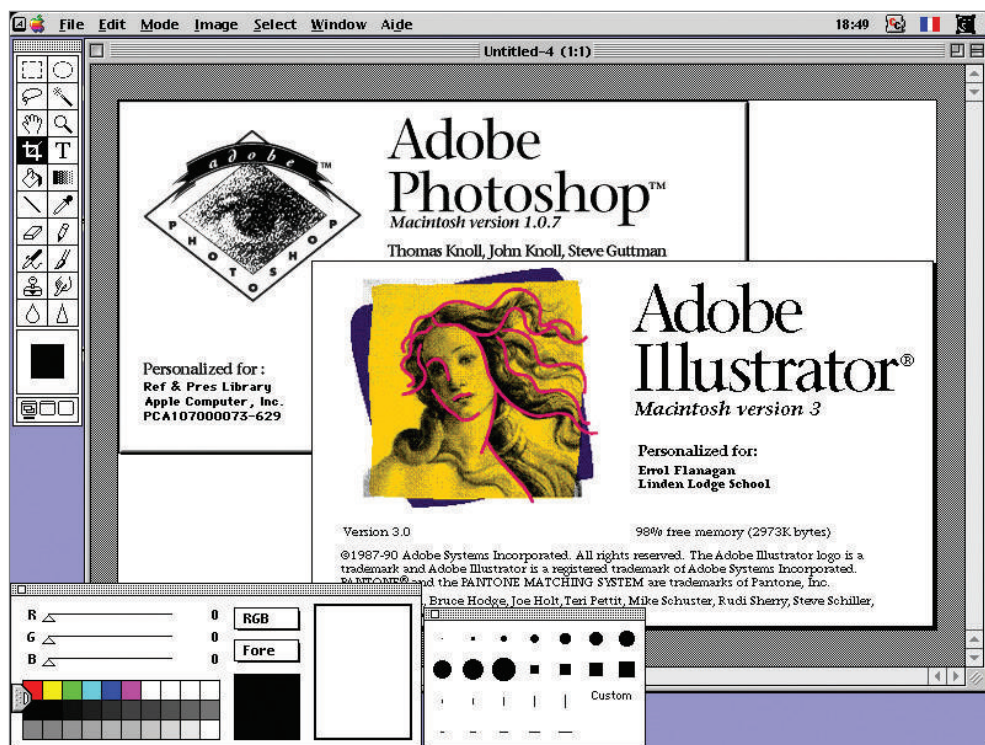 File Edit Mode Image Select Window Aide 18:49
Untitled-4 (1:1)
T
adobe ™
PHOTOSHOP
Adobe
Photoshop™
Macintosh version 1.0.7
Thomas Knoll, John Knoll, Steve Guttman
Personalized for :
Ref & Pres Library
Apple Computer, Inc.
PCA107000073-629
Adobe
Illustrator®
Macintosh version 3
Personalized for:
Errol Flanagan
Linden Lodge School
Version 3.0 98% free memory (2973K bytes)
©1987-90 Adobe Systems Incorporated. All rights reserved. The Adobe Illustrator logo is a
trademark and Adobe Illustrator is a registered trademark of Adobe Systems Incorporated.
PANTONE® and the PANTONE MATCHING SYSTEM are trademarks of Pantone, Inc.
, Bruce Hodge, Joe Holt, Teri Pettit, Mike Schuster, Rudi Sherry, Steve Schiller,
R 0 RGB
G 0
B 0 Fore
Custom